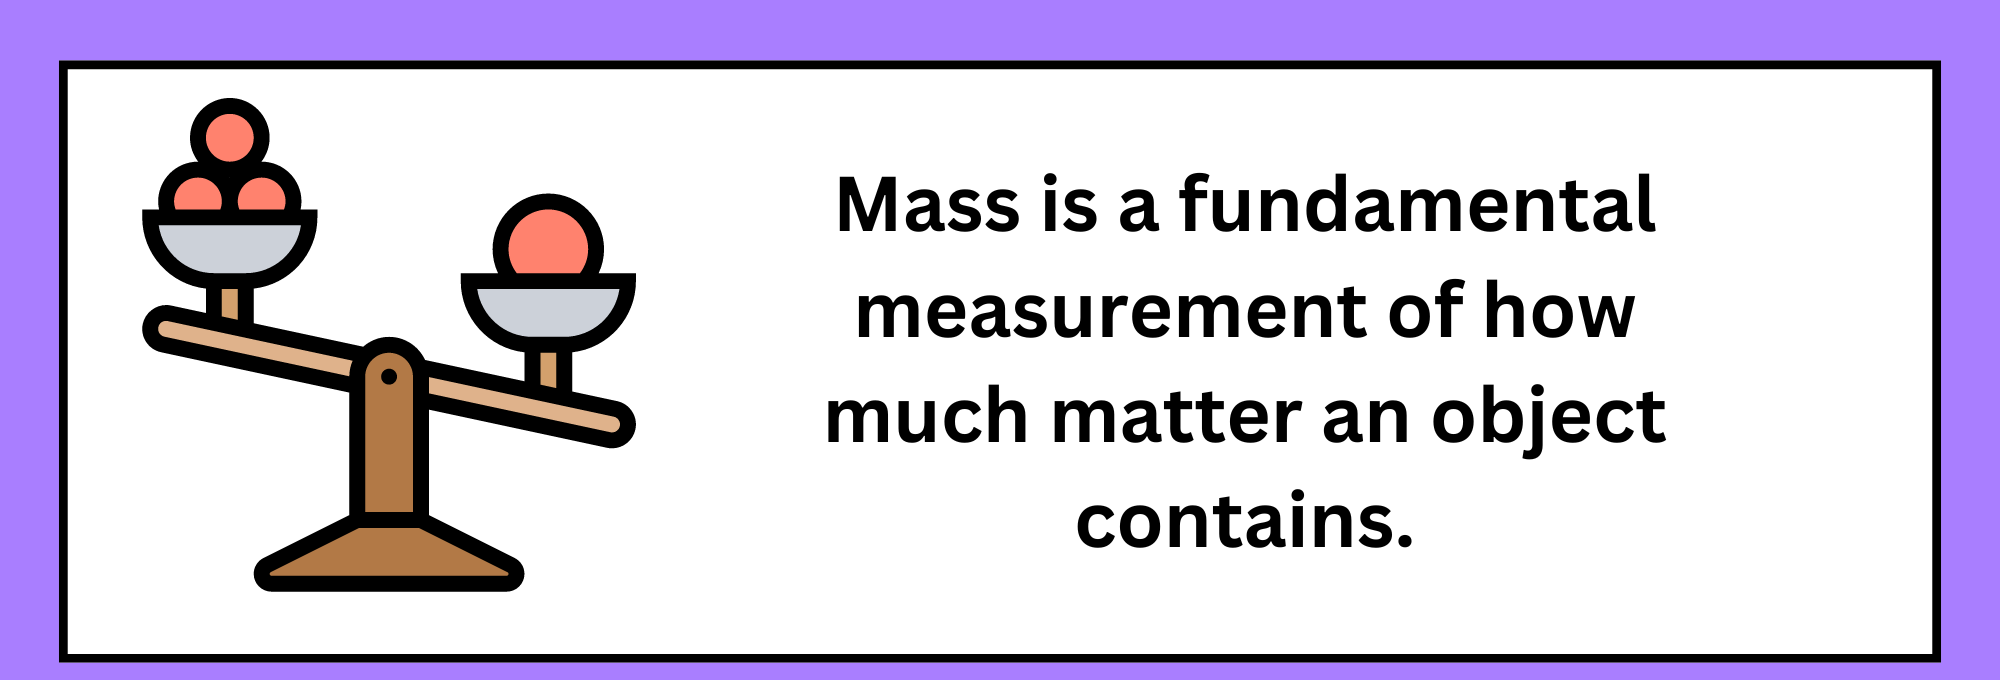 Mass is a fundamental
measurement of how
much matter an object
contains.